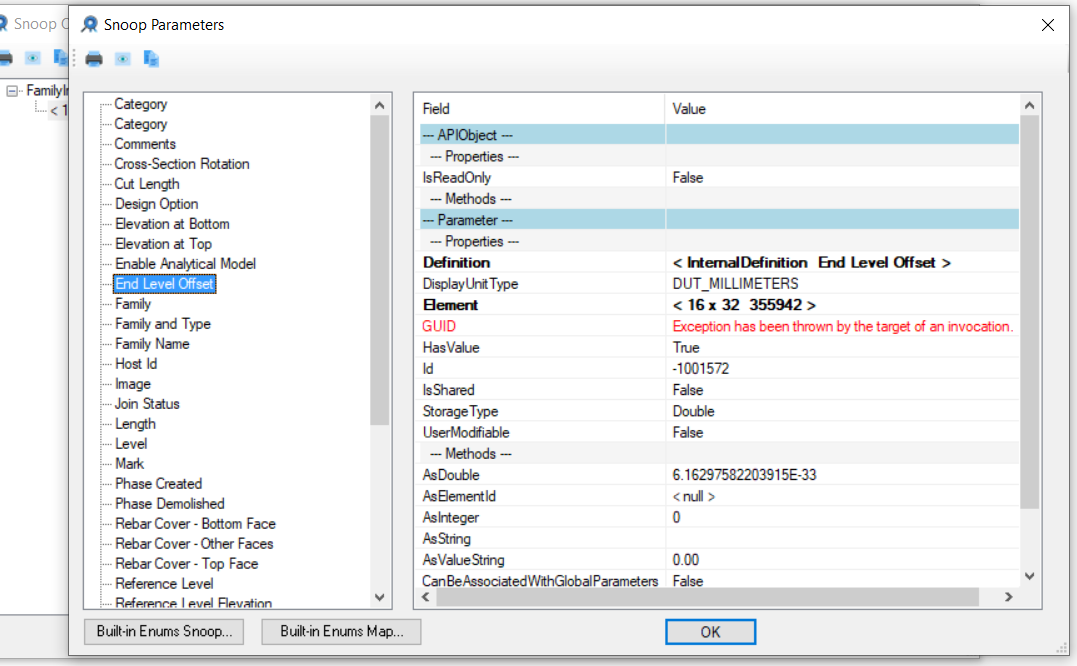 Snoop O
Snoop Parameters
FamilyIn
< 1
Category
Category
Comments
Cross-Section Rotation
Cut Length
Design Option
Elevation at Bottom
Elevation at Top
Enable Analytical Model
End Level Offset
Family
Family and Type
Family Name
Host Id
Image
Join Status
Length
Level
Mark
Phase Created
Phase Demolished
Rebar Cover - Bottom Face
Rebar Cover - Other Faces
Rebar Cover - Top Face
Reference Level
Reference Level Elevation
Field Value
--- APIObject ---
--- Properties ---
IsReadOnly False
--- Methods ---
--- Parameter ---
--- Properties ---
Definition < InternalDefinition End Level Offset >
DisplayUnitType DUT_MILLIMETERS
Element < 16 x 32 355942 >
GUID Exception has been thrown by the target of an invocation.
HasValue True
Id -1001572
IsShared False
StorageType Double
UserModifiable False
--- Methods ---
AsDouble 6.16297582203915E-33
AsElementId < null >
AsInteger 0
AsString
AsValueString 0.00
CanBeAssociatedWithGlobalParameters False
Built-in Enums Snoop... Built-in Enums Map... OK